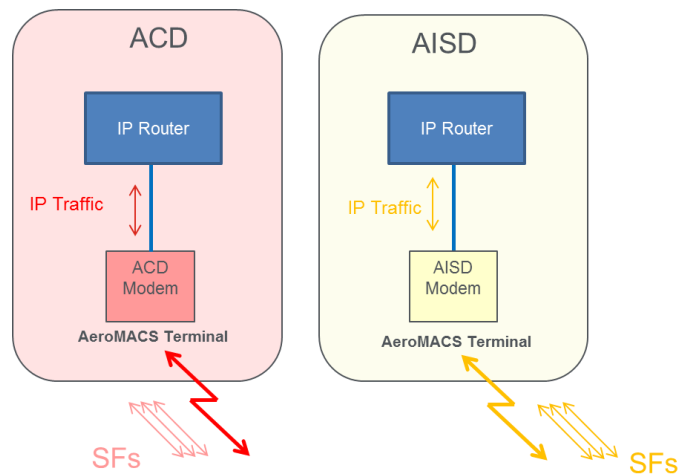 ACD
IP Router
IP Traffic
ACD
Modem
AeroMACS Terminal
SFs
AISD
IP Router
IP Traffic
AISD
Modem
AeroMACS Terminal
SFs